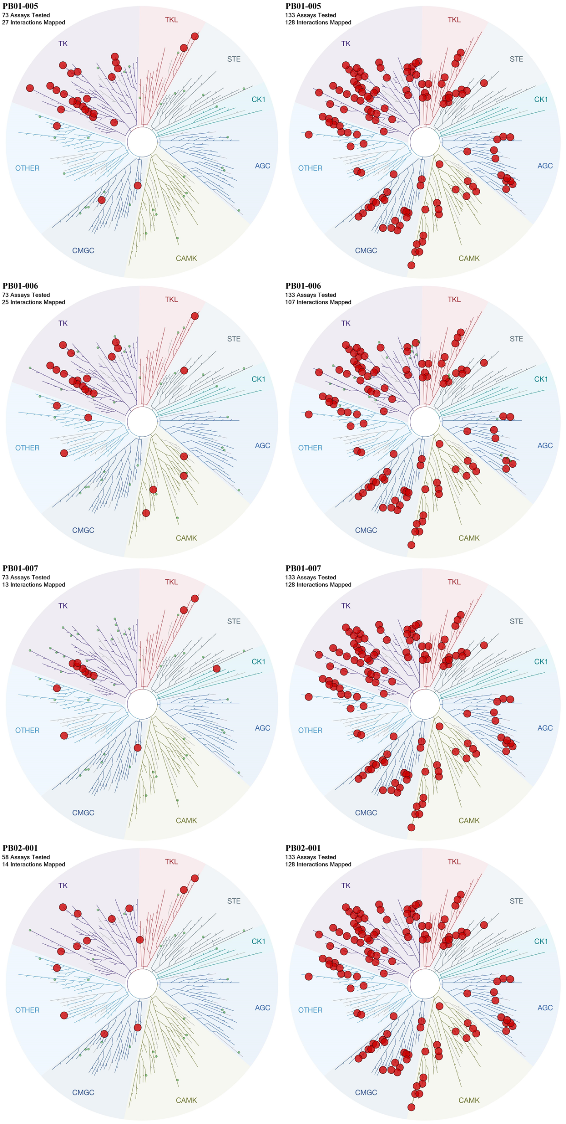 PB01-005
73 Assays Tested
27 Interactions Mapped
TK
TKL
STE
CK1
AGC
CAMK
CMGC
OTHER
PB01-005
133 Assays Tested
128 Interactions Mapped
TK
TKL
STE
CK1
AGC
CAMK
CMGC
OTHER
PB01-006
73 Assays Tested
25 Interactions Mapped
TK
TKL
STE
CK1
AGC
CAMK
CMGC
OTHER
PB01-006
133 Assays Tested
107 Interactions Mapped
TK
TKL
STE
CK1
AGC
CAMK
CMGC
OTHER
PB01-007
73 Assays Tested
13 Interactions Mapped
TK
TKL
STE
CK1
AGC
CAMK
CMGC
OTHER
PB01-007
133 Assays Tested
128 Interactions Mapped
TK
TKL
STE
CK1
AGC
CAMK
CMGC
OTHER
PB02-001
58 Assays Tested
14 Interactions Mapped
TK
TKL
STE
CK1
AGC
CAMK
CMGC
OTHER
PB02-001
133 Assays Tested
128 Interactions Mapped
TK
TKL
STE
CK1
AGC
CAMK
CMGC
OTHER